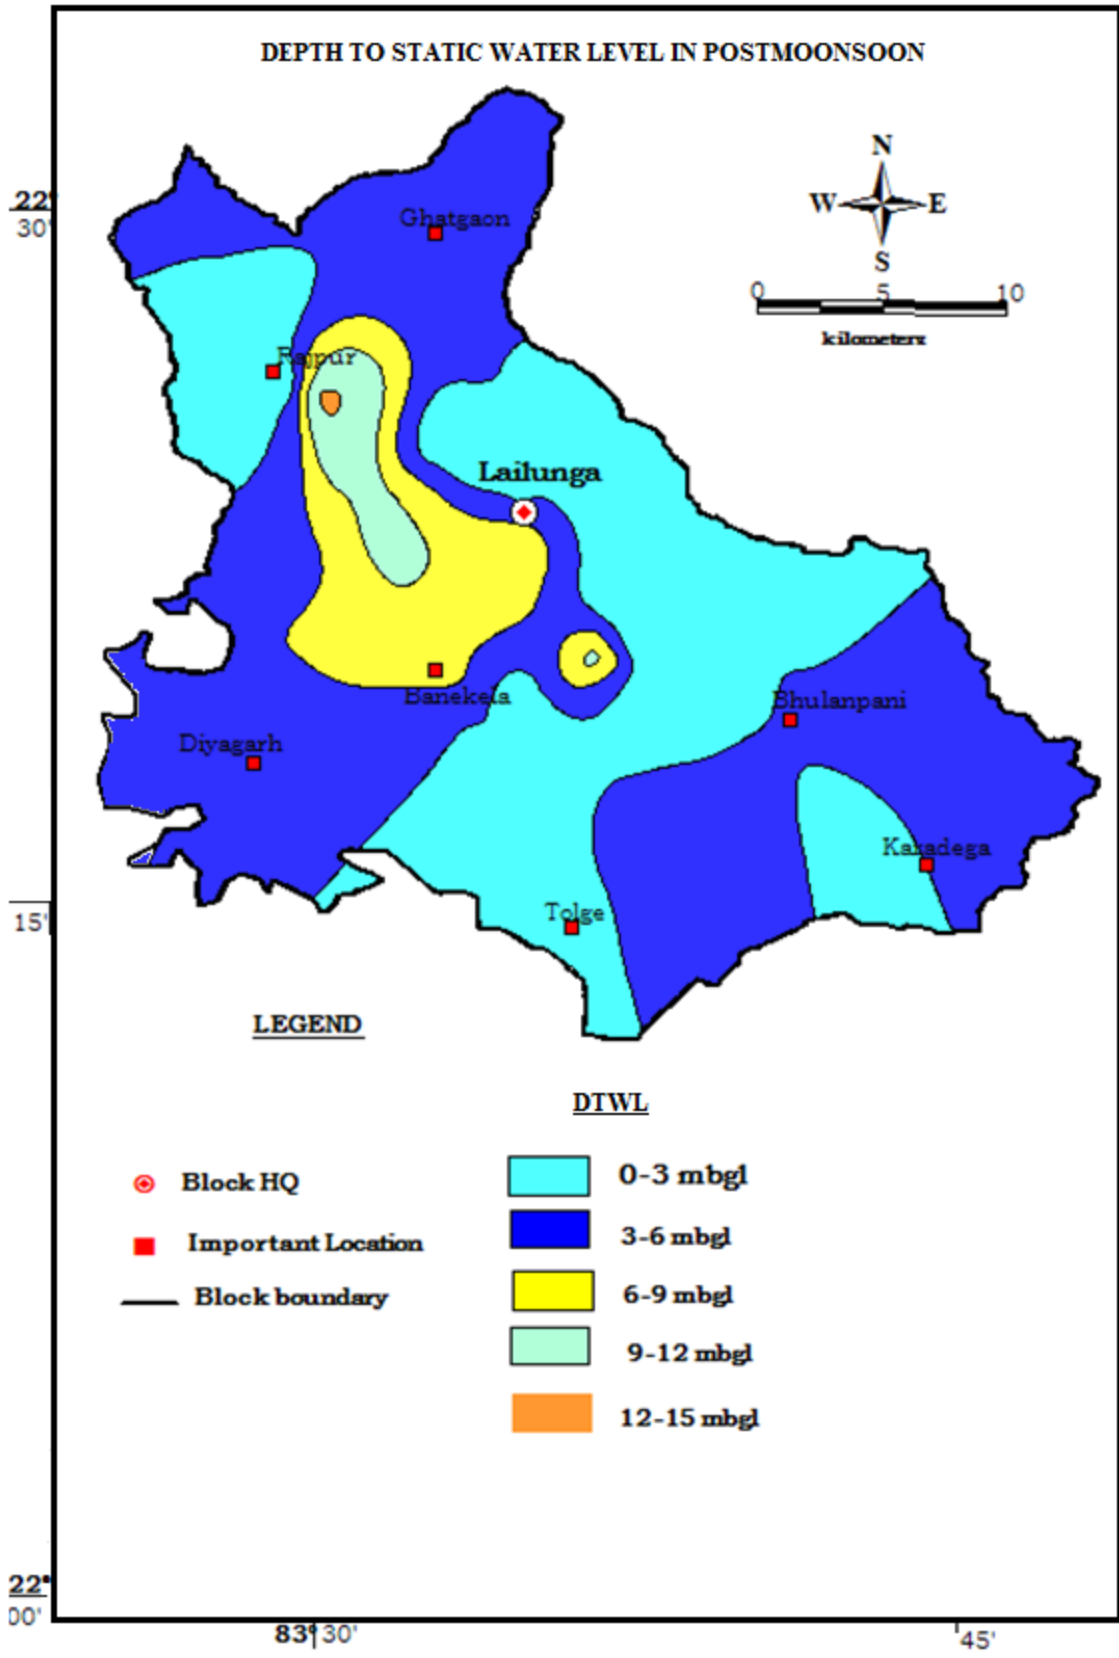 DEPTH TO STATIC WATER LEVEL IN POSTMOONSOON
N
W E
S
22°
30'
Ghatgaon
0 5 10
kilometers
Rajpur
Lailunga
Banekela
Bhulanpani
Diyagarh
Karadega
Tolge
15'
LEGEND
DTWL
Block HQ
Important Location
Block boundary
0-3 mbgl
3-6 mbgl
6-9 mbgl
9-12 mbgl
12-15 mbgl
22°
00'
83°30'
45'